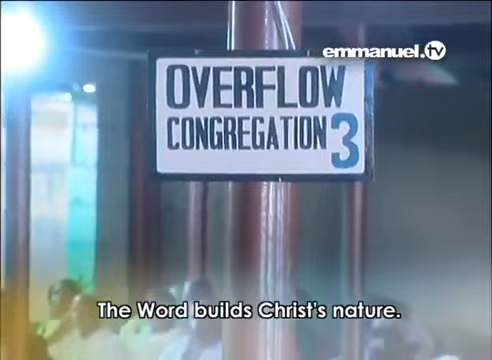 emmanuel.tv
OVERFLOW
CONGREGATION 3
The Word builds Christ's nature.